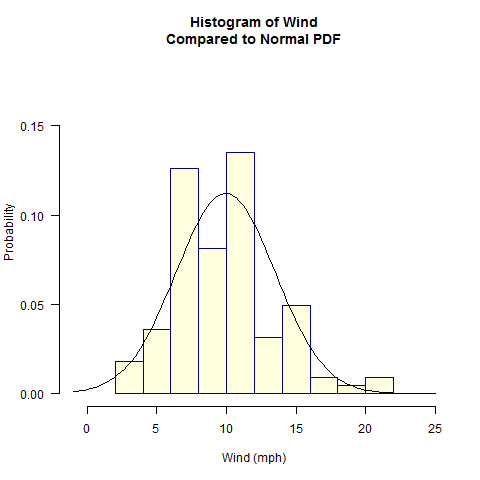 Histogram of Wind
Compared to Normal PDF
0.15
0.10
0.05
0.00
Probability
0 5 10 15 20 25
Wind (mph)